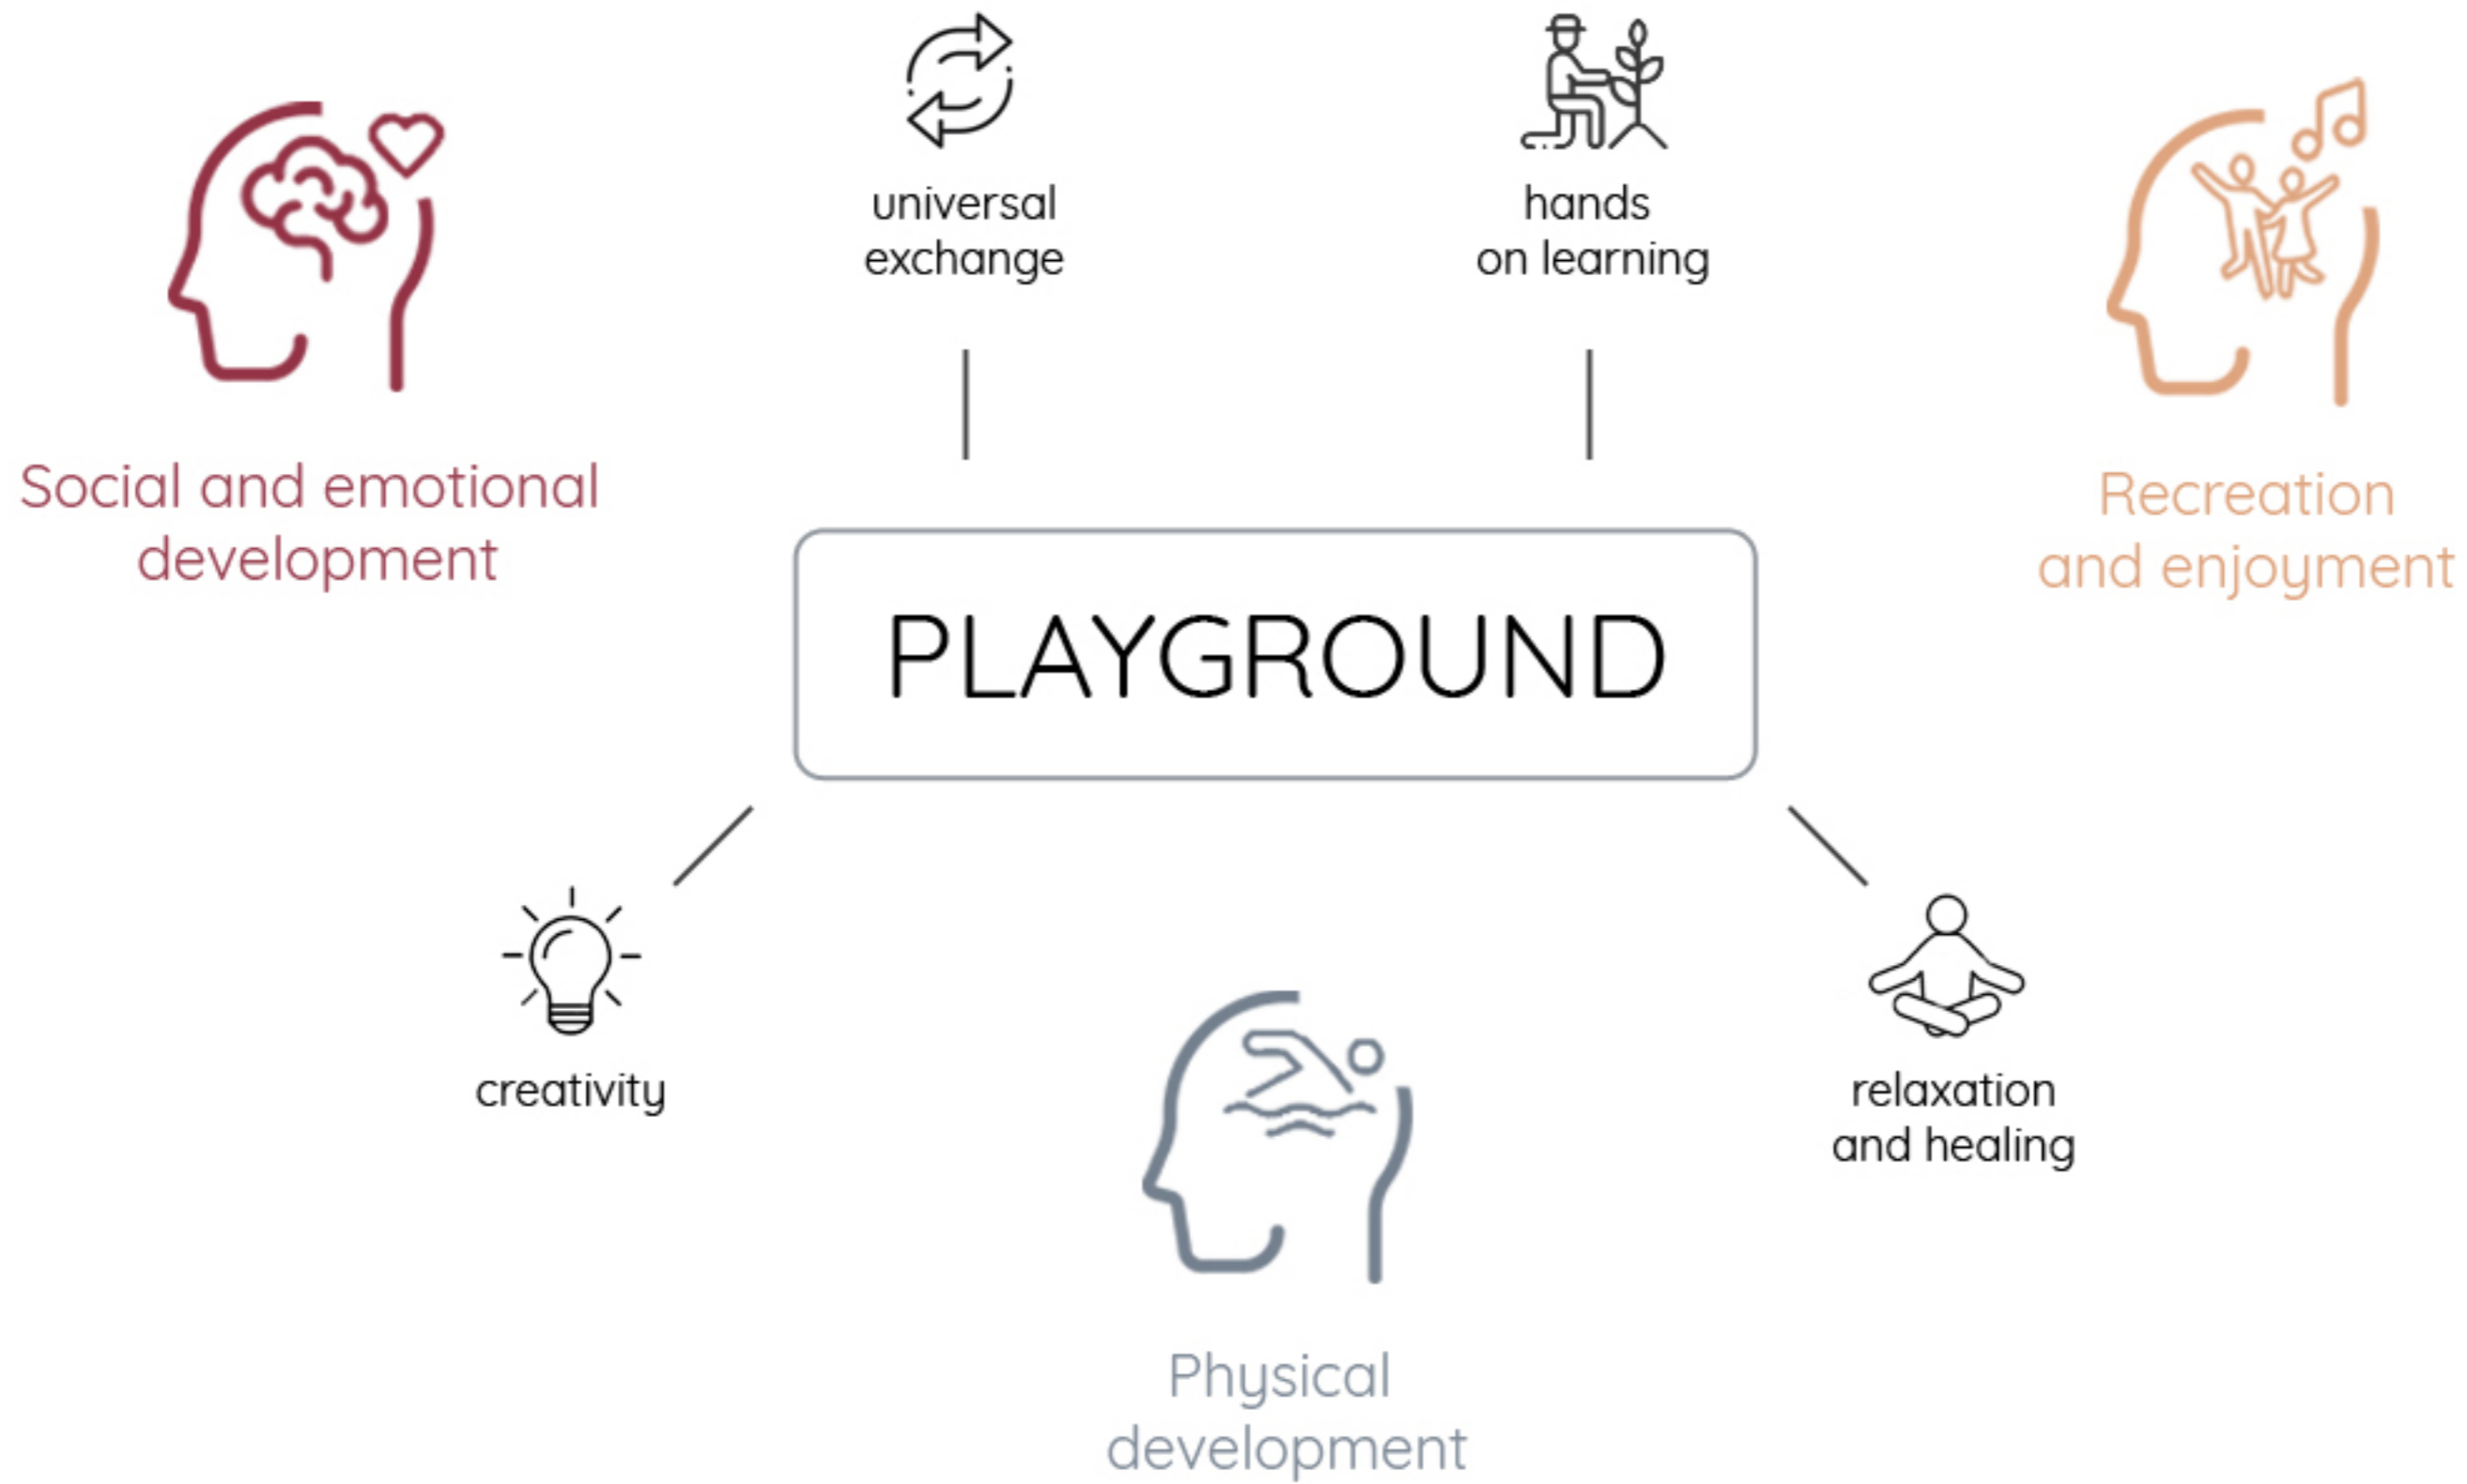 universal
exchange
hands
on learning
Social and emotional
development
Recreation
and enjoyment
PLAYGROUND
creativity
relaxation
and healing
Physical
development